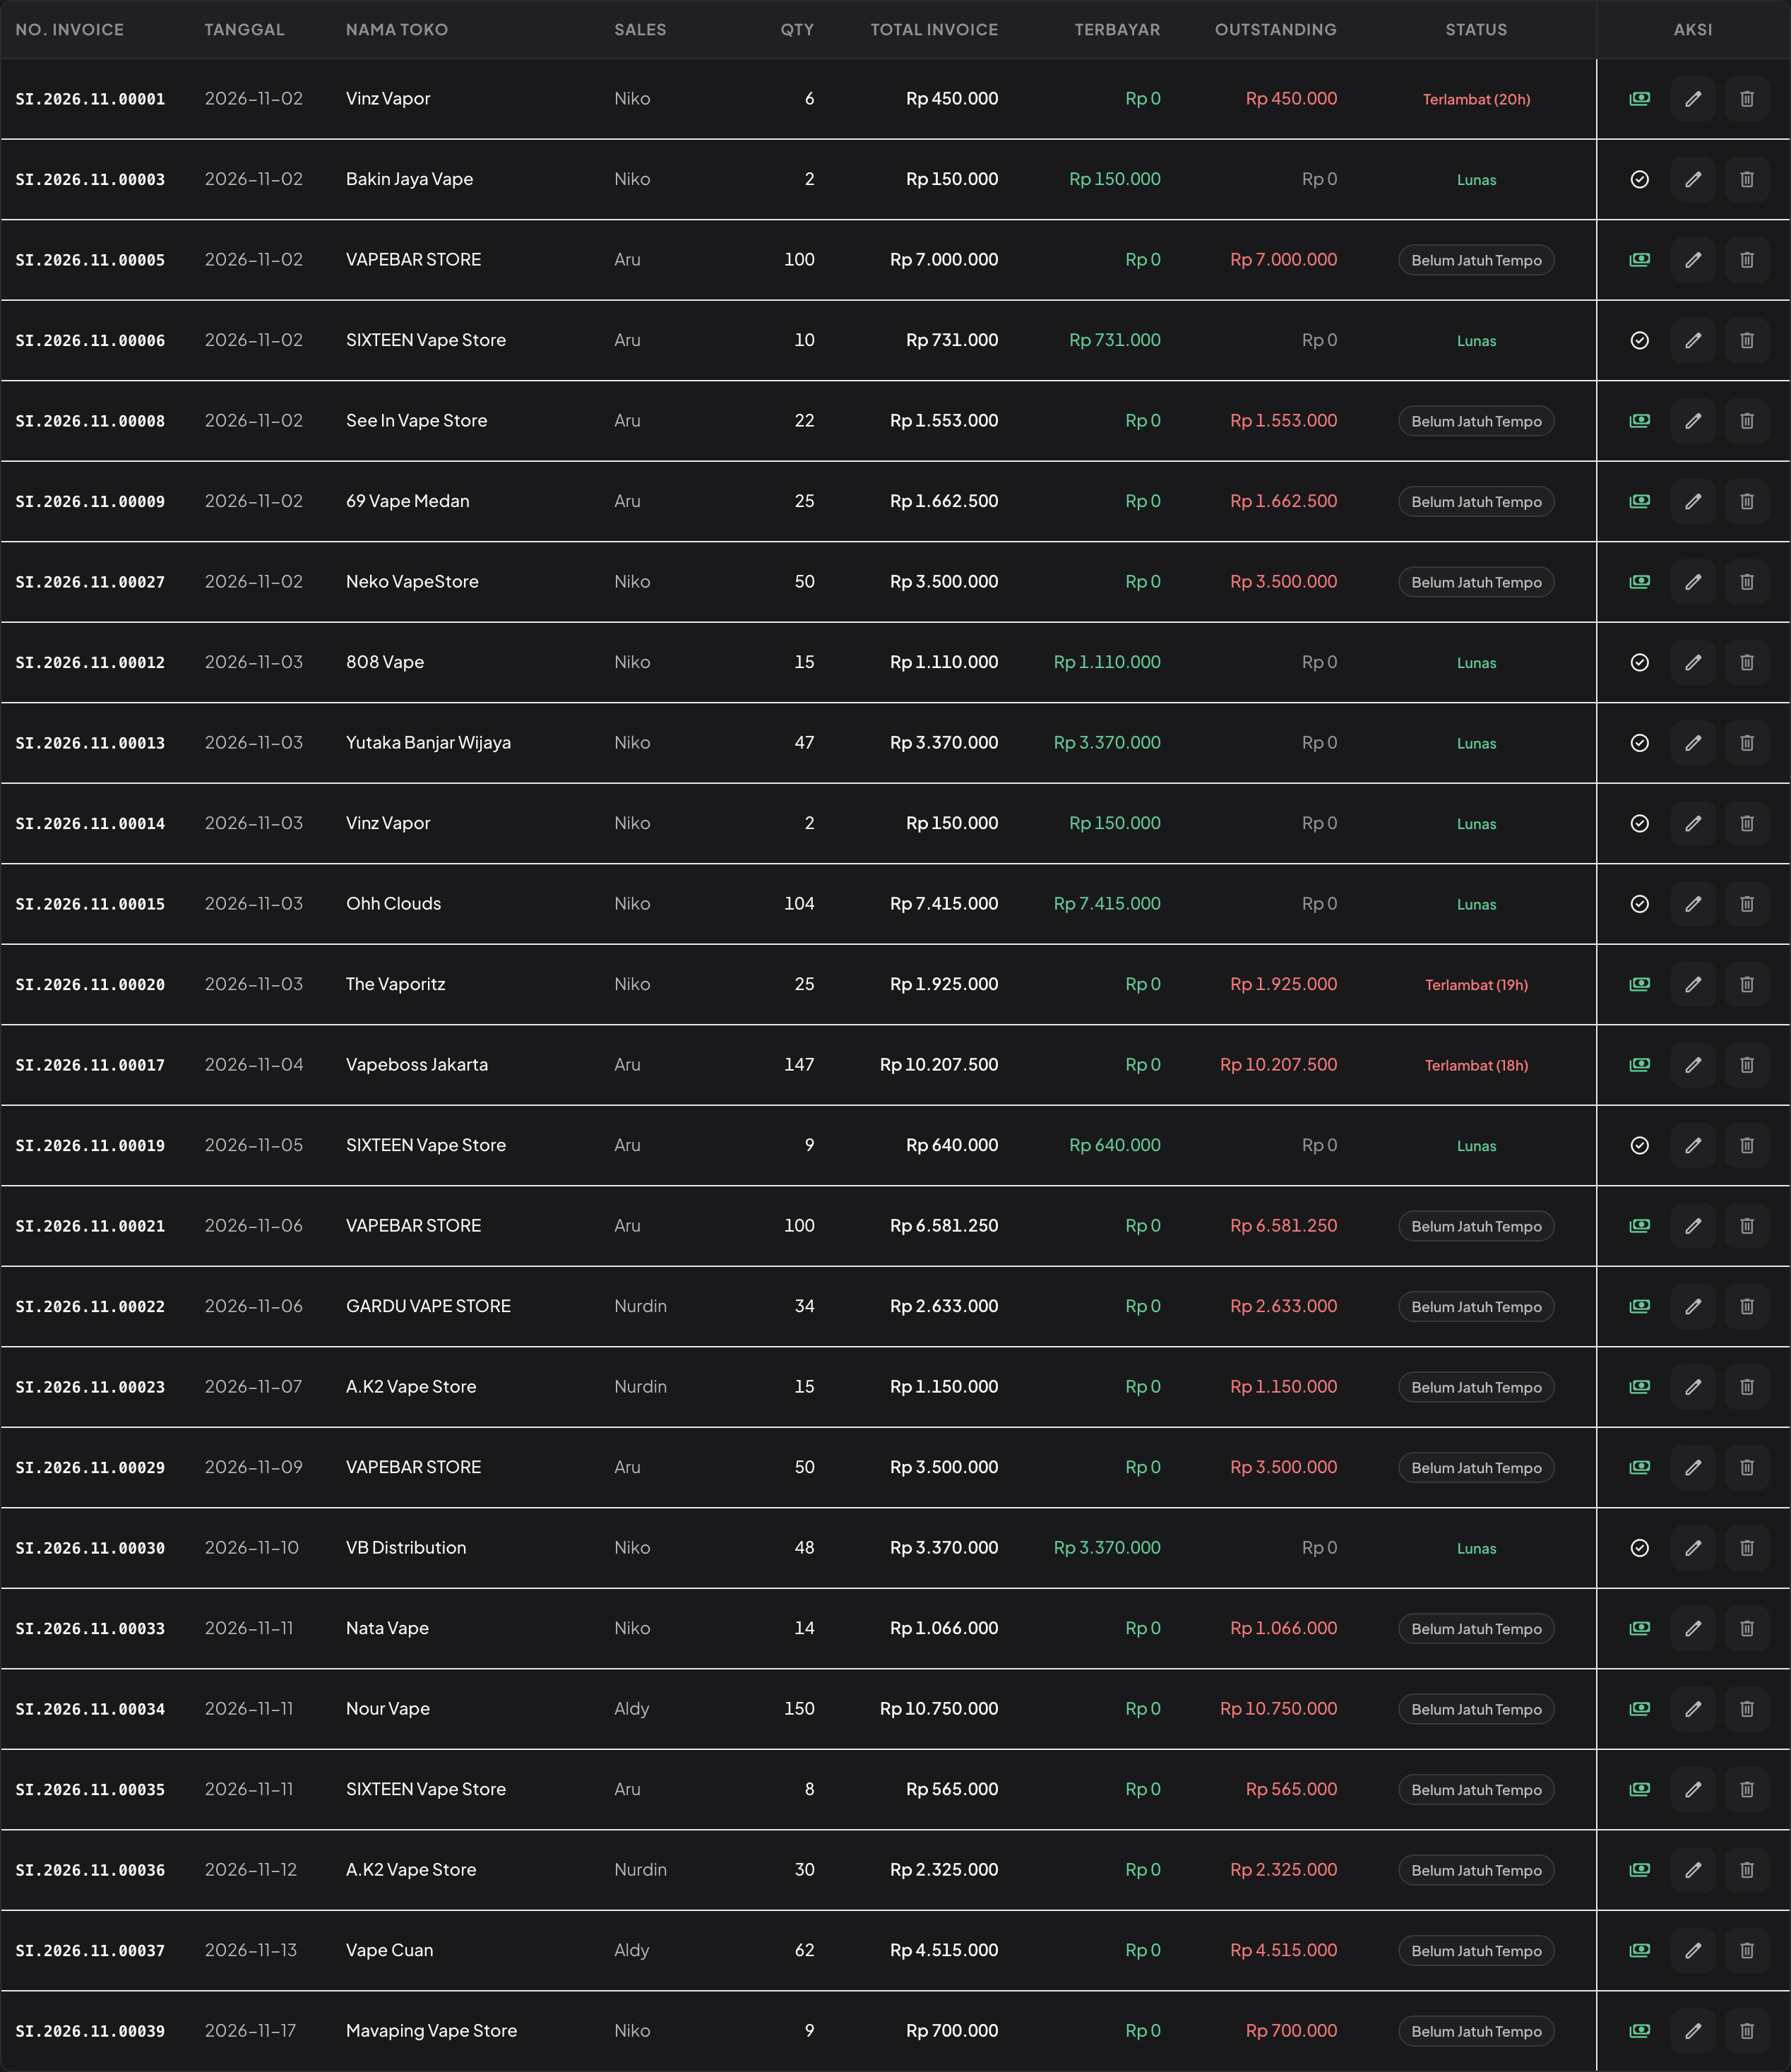 NO. INVOICE TANGGAL NAMA TOKO SALES QTY TOTAL INVOICE TERBAYAR OUTSTANDING STATUS AKSI
SI.2026.11.00001 2026-11-02 Vinz Vapor Niko 6 Rp 450.000 Rp 0 Rp 450.000 Terlambat (20h)
SI.2026.11.00003 2026-11-02 Bakin Jaya Vape Niko 2 Rp 150.000 Rp 150.000 Rp 0 Lunas
SI.2026.11.00005 2026-11-02 VAPEBAR STORE Aru 100 Rp 7.000.000 Rp 0 Rp 7.000.000 Belum Jatuh Tempo
SI.2026.11.00006 2026-11-02 SIXTEEN Vape Store Aru 10 Rp 731.000 Rp 731.000 Rp 0 Lunas
SI.2026.11.00008 2026-11-02 See In Vape Store Aru 22 Rp 1.553.000 Rp 0 Rp 1.553.000 Belum Jatuh Tempo
SI.2026.11.00009 2026-11-02 69 Vape Medan Aru 25 Rp 1.662.500 Rp 0 Rp 1.662.500 Belum Jatuh Tempo
SI.2026.11.00027 2026-11-02 Neko VapeStore Niko 50 Rp 3.500.000 Rp 0 Rp 3.500.000 Belum Jatuh Tempo
SI.2026.11.00012 2026-11-03 808 Vape Niko 15 Rp 1.110.000 Rp 1.110.000 Rp 0 Lunas
SI.2026.11.00013 2026-11-03 Yutaka Banjar Wijaya Niko 47 Rp 3.370.000 Rp 3.370.000 Rp 0 Lunas
SI.2026.11.00014 2026-11-03 Vinz Vapor Niko 2 Rp 150.000 Rp 150.000 Rp 0 Lunas
SI.2026.11.00015 2026-11-03 Ohh Clouds Niko 104 Rp 7.415.000 Rp 7.415.000 Rp 0 Lunas
SI.2026.11.00020 2026-11-03 The Vaporitz Niko 25 Rp 1.925.000 Rp 0 Rp 1.925.000 Terlambat (19h)
SI.2026.11.00017 2026-11-04 Vapeboss Jakarta Aru 147 Rp 10.207.500 Rp 0 Rp 10.207.500 Terlambat (18h)
SI.2026.11.00019 2026-11-05 SIXTEEN Vape Store Aru 9 Rp 640.000 Rp 640.000 Rp 0 Lunas
SI.2026.11.00021 2026-11-06 VAPEBAR STORE Aru 100 Rp 6.581.250 Rp 0 Rp 6.581.250 Belum Jatuh Tempo
SI.2026.11.00022 2026-11-06 GARDU VAPE STORE Nurdin 34 Rp 2.633.000 Rp 0 Rp 2.633.000 Belum Jatuh Tempo
SI.2026.11.00023 2026-11-07 A.K2 Vape Store Nurdin 15 Rp 1.150.000 Rp 0 Rp 1.150.000 Belum Jatuh Tempo
SI.2026.11.00029 2026-11-09 VAPEBAR STORE Aru 50 Rp 3.500.000 Rp 0 Rp 3.500.000 Belum Jatuh Tempo
SI.2026.11.00030 2026-11-10 VB Distribution Niko 48 Rp 3.370.000 Rp 3.370.000 Rp 0 Lunas
SI.2026.11.00033 2026-11-11 Nata Vape Niko 14 Rp 1.066.000 Rp 0 Rp 1.066.000 Belum Jatuh Tempo
SI.2026.11.00034 2026-11-11 Nour Vape Aldy 150 Rp 10.750.000 Rp 0 Rp 10.750.000 Belum Jatuh Tempo
SI.2026.11.00035 2026-11-11 SIXTEEN Vape Store Aru 8 Rp 565.000 Rp 0 Rp 565.000 Belum Jatuh Tempo
SI.2026.11.00036 2026-11-12 A.K2 Vape Store Nurdin 30 Rp 2.325.000 Rp 0 Rp 2.325.000 Belum Jatuh Tempo
SI.2026.11.00037 2026-11-13 Vape Cuan Aldy 62 Rp 4.515.000 Rp 0 Rp 4.515.000 Belum Jatuh Tempo
SI.2026.11.00039 2026-11-17 Mavaping Vape Store Niko 9 Rp 700.000 Rp 0 Rp 700.000 Belum Jatuh Tempo